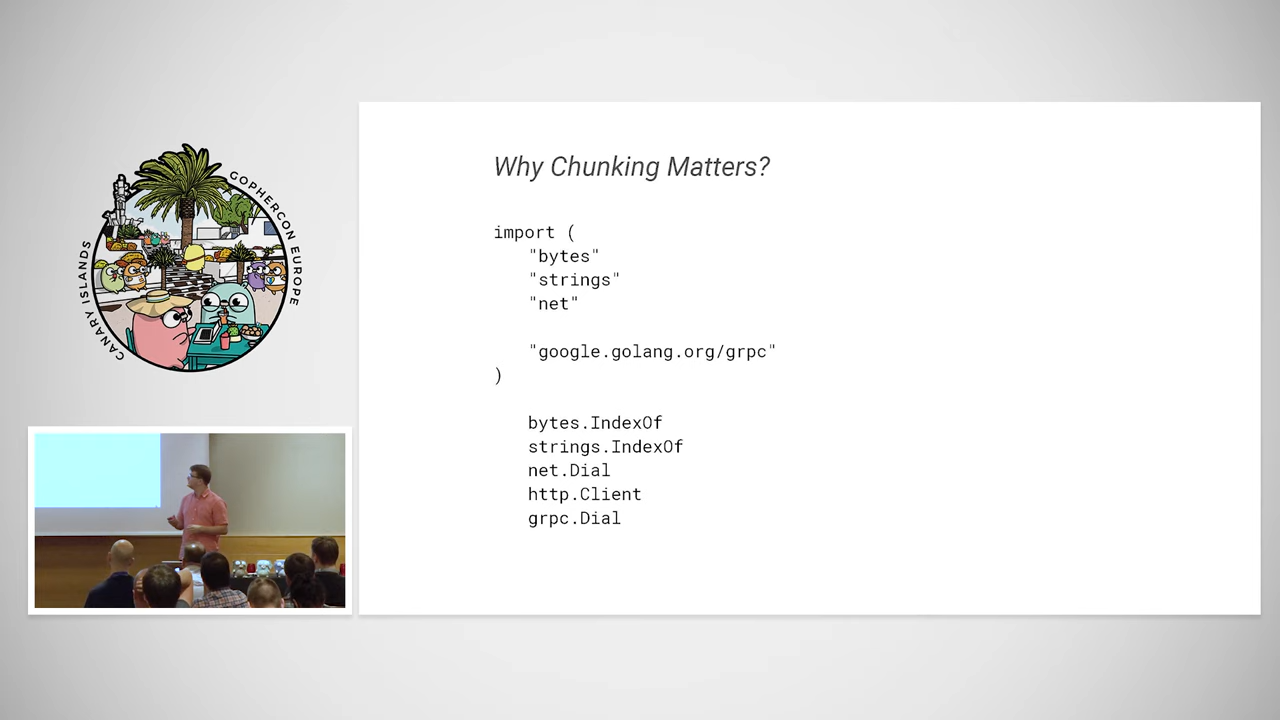 GOPHERCON EUROPE
CANARY ISLANDS
Why Chunking Matters?
import (
"bytes"
"strings"
"net"
"google.golang.org/grpc"
)
bytes.IndexOf
strings.IndexOf
net.Dial
http.Client
grpc.Dial